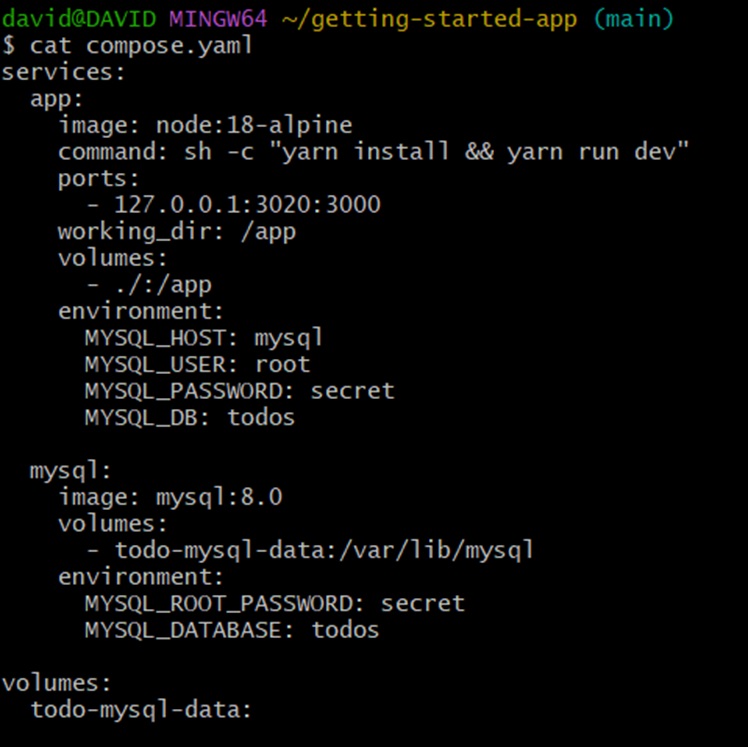 david@DAVID MINGW64 ~/getting-started-app (main)
$ cat compose.yaml
services:
  app:
    image: node:18-alpine
    command: sh -c "yarn install && yarn run dev"
    ports:
      - 127.0.0.1:3020:3000
    working_dir: /app
    volumes:
      - ./:/app
    environment:
      MYSQL_HOST: mysql
      MYSQL_USER: root
      MYSQL_PASSWORD: secret
      MYSQL_DB: todos

  mysql:
    image: mysql:8.0
    volumes:
      - todo-mysql-data:/var/lib/mysql
    environment:
      MYSQL_ROOT_PASSWORD: secret
      MYSQL_DATABASE: todos

volumes:
  todo-mysql-data: